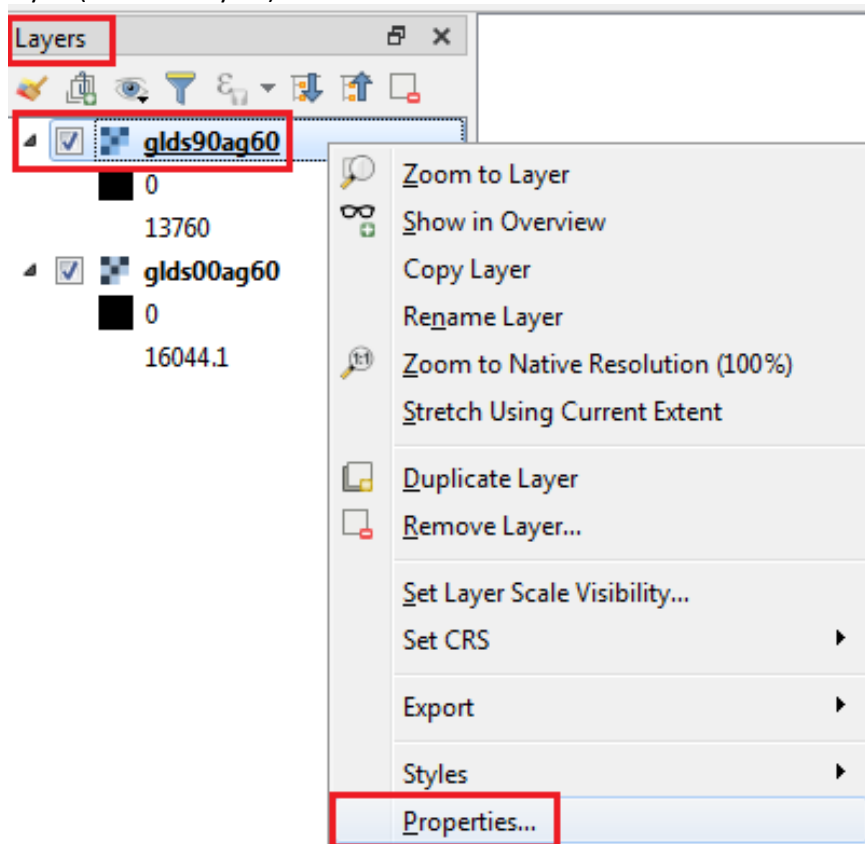 Layers
glds90ag60
0
13760
glds00ag60
0
16044.1
Zoom to Layer
Show in Overview
Copy Layer
Rename Layer
Zoom to Native Resolution (100%)
Stretch Using Current Extent
Duplicate Layer
Remove Layer...
Set Layer Scale Visibility...
Set CRS
Export
Styles
Properties...